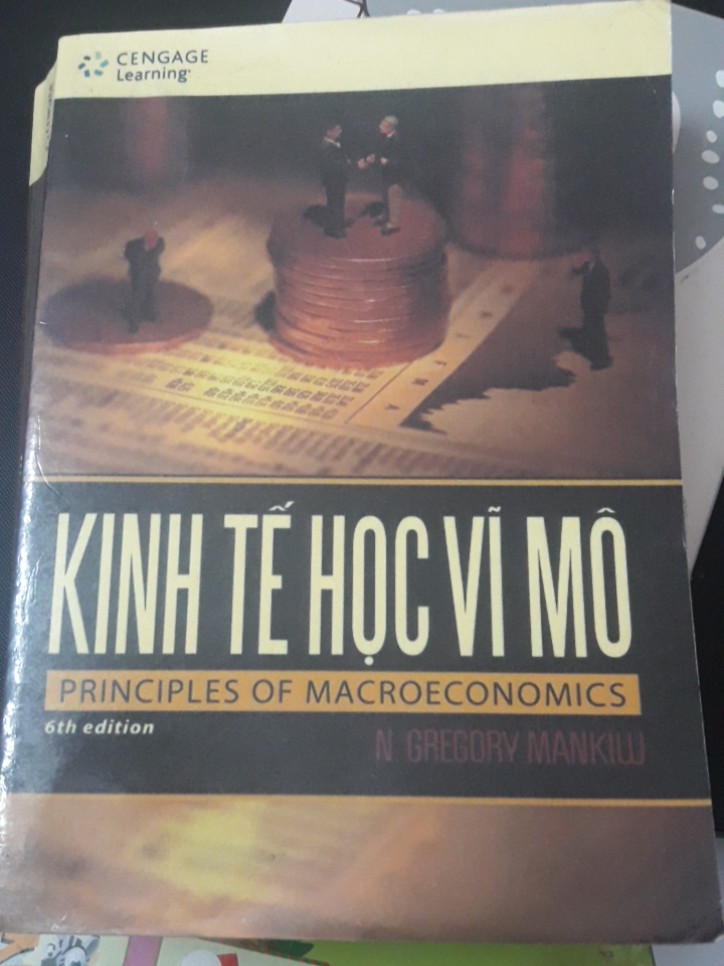 CENGAGE
Learning·
KINH TẾ HỌC VĨ MÔ
PRINCIPLES OF MACROECONOMICS
6th edition
N. GREGORY MANKIW